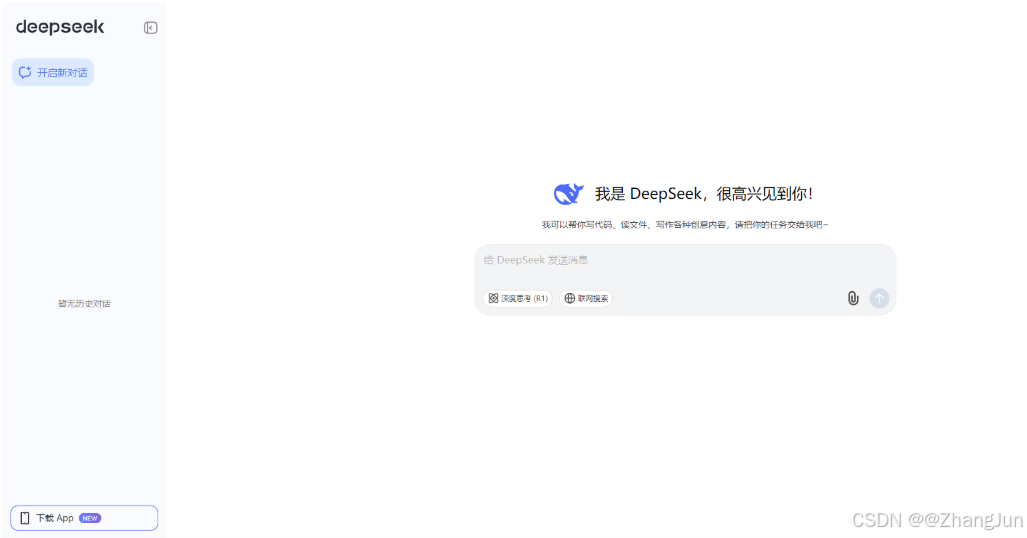 deepseek
开启新对话
暂无历史对话
下载 App NEW
我是 DeepSeek，很高兴见到你！
我可以帮你写代码、读文件、写作各种创意内容，请把你的任务交给我吧~
给 DeepSeek 发送消息
深度思考 (R1) 联网搜索
CSDN @@ZhangJun